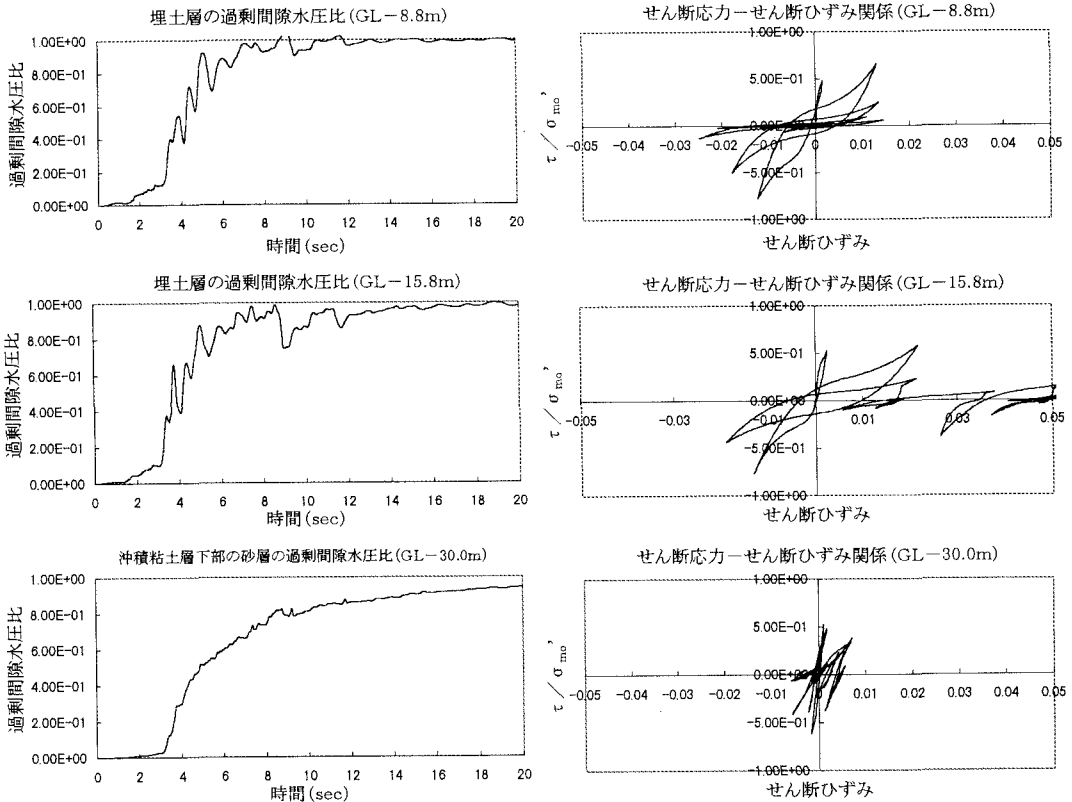 埋土層の過剰間隙水圧比(GL-8.8m)
過剰間隙水圧比
1.00E+00
8.00E-01
6.00E-01
4.00E-01
2.00E-01
0.00E+00
0 2 4 6 8 10 12 14 16 18 20
時間(sec)
せん断応力-せん断ひずみ関係(GL-8.8m)
τ/σmo'
1.00E+00
5.00E-01
0.00E+00
-5.00E-01
-1.00E+00
-0.05 -0.04 -0.03 -0.02 -0.01 0 0.01 0.02 0.03 0.04 0.05
せん断ひずみ
埋土層の過剰間隙水圧比(GL-15.8m)
過剰間隙水圧比
1.00E+00
8.00E-01
6.00E-01
4.00E-01
2.00E-01
0.00E+00
0 2 4 6 8 10 12 14 16 18 20
時間(sec)
せん断応力-せん断ひずみ関係(GL-15.8m)
τ/σmo'
1.00E+00
5.00E-01
0.00E+00
-5.00E-01
-1.00E+00
-0.05 -0.03 -0.01 0.01 0.03 0.05
せん断ひずみ
沖積粘土層下部の砂層の過剰間隙水圧比(GL-30.0m)
過剰間隙水圧比
1.00E+00
8.00E-01
6.00E-01
4.00E-01
2.00E-01
0.00E+00
0 2 4 6 8 10 12 14 16 18 20
時間(sec)
せん断応力-せん断ひずみ関係(GL-30.0m)
τ/σmo'
1.00E+00
5.00E-01
0.00E+00
-5.00E-01
-1.00E+00
-0.05 -0.04 -0.03 -0.02 -0.01 0 0.01 0.02 0.03 0.04 0.05
せん断ひずみ